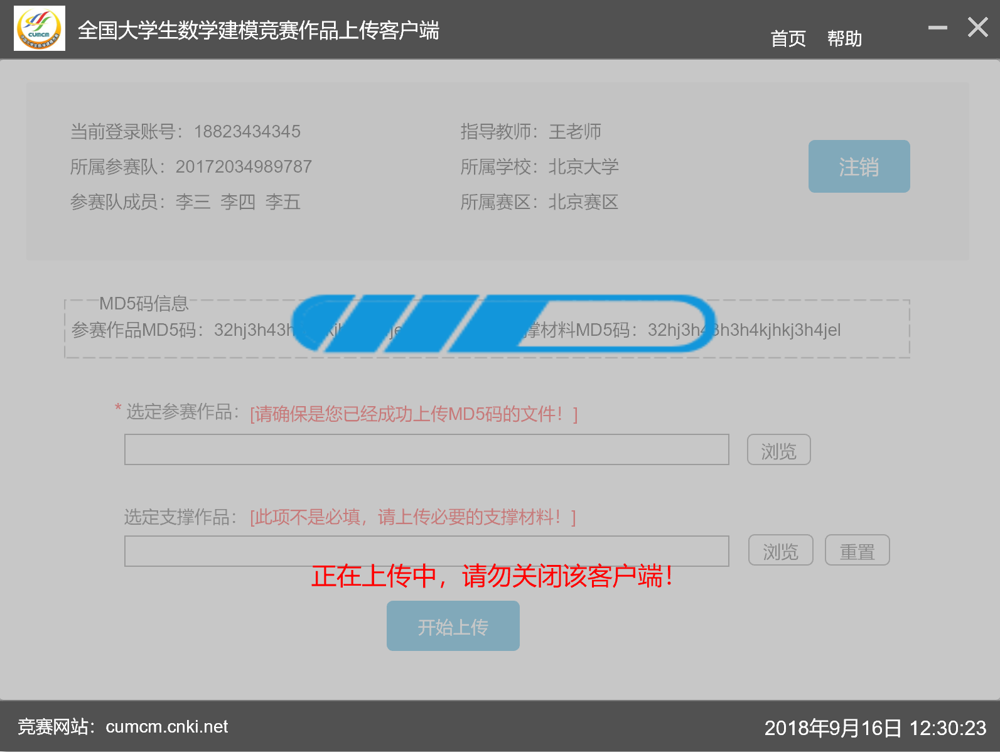 CUMCM
全国大学生数学建模竞赛作品上传客户端
首页 帮助
当前登录账号：18823434345
指导教师：王老师
所属参赛队：20172034989787
所属学校：北京大学
注销
参赛队成员：李三 李四 李五
所属赛区：北京赛区
MD5码信息
参赛作品MD5码：32hj3h43h
撑材料MD5码：32hj3h43h3h4kjhkj3h4jel
* 选定参赛作品：[请确保是您已经成功上传MD5码的文件！]
浏览
选定支撑作品：[此项不是必填，请上传必要的支撑材料！]
浏览 重置
正在上传中，请勿关闭该客户端！
开始上传
竞赛网站：cumcm.cnki.net
2018年9月16日 12:30:23